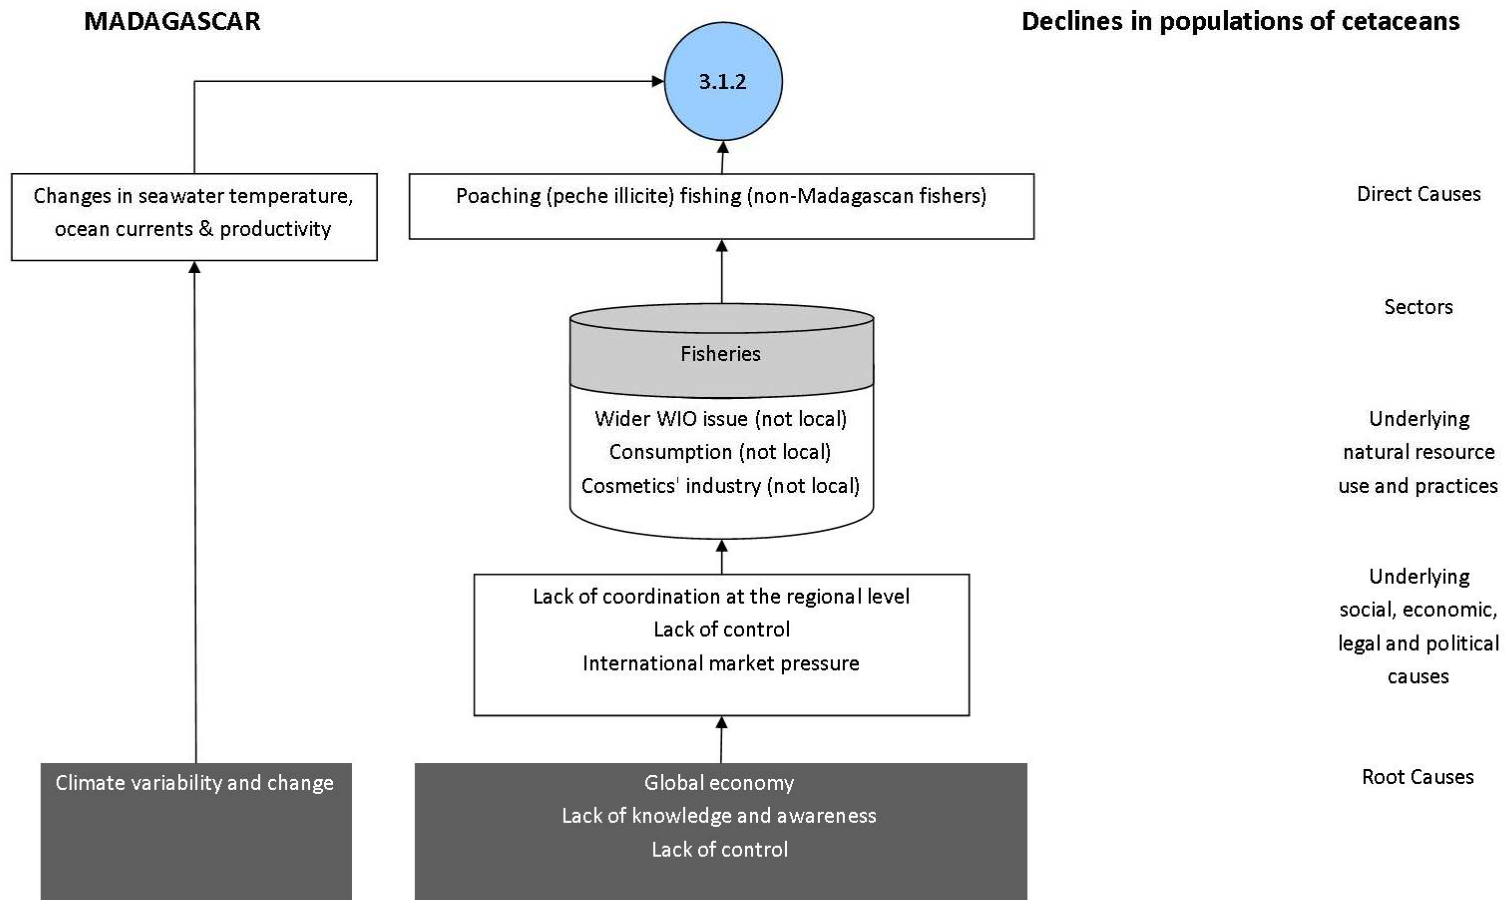 MADAGASCAR
Declines in populations of cetaceans
3.1.2
Changes in seawater temperature,
ocean currents & productivity
Poaching (peche illicite) fishing (non-Madagascan fishers)
Direct Causes
Sectors
Fisheries
Wider WIO issue (not local)
Consumption (not local)
Cosmetics' industry (not local)
Underlying
natural resource
use and practices
Lack of coordination at the regional level
Lack of control
International market pressure
Underlying
social, economic,
legal and political
causes
Climate variability and change
Global economy
Lack of knowledge and awareness
Lack of control
Root Causes